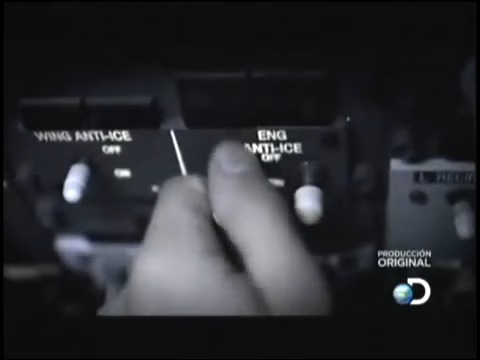 WING ANTI-ICE
OFF
ON
ENG
ANTI-ICE
OFF
PRODUCCIÓN
ORIGINAL
D